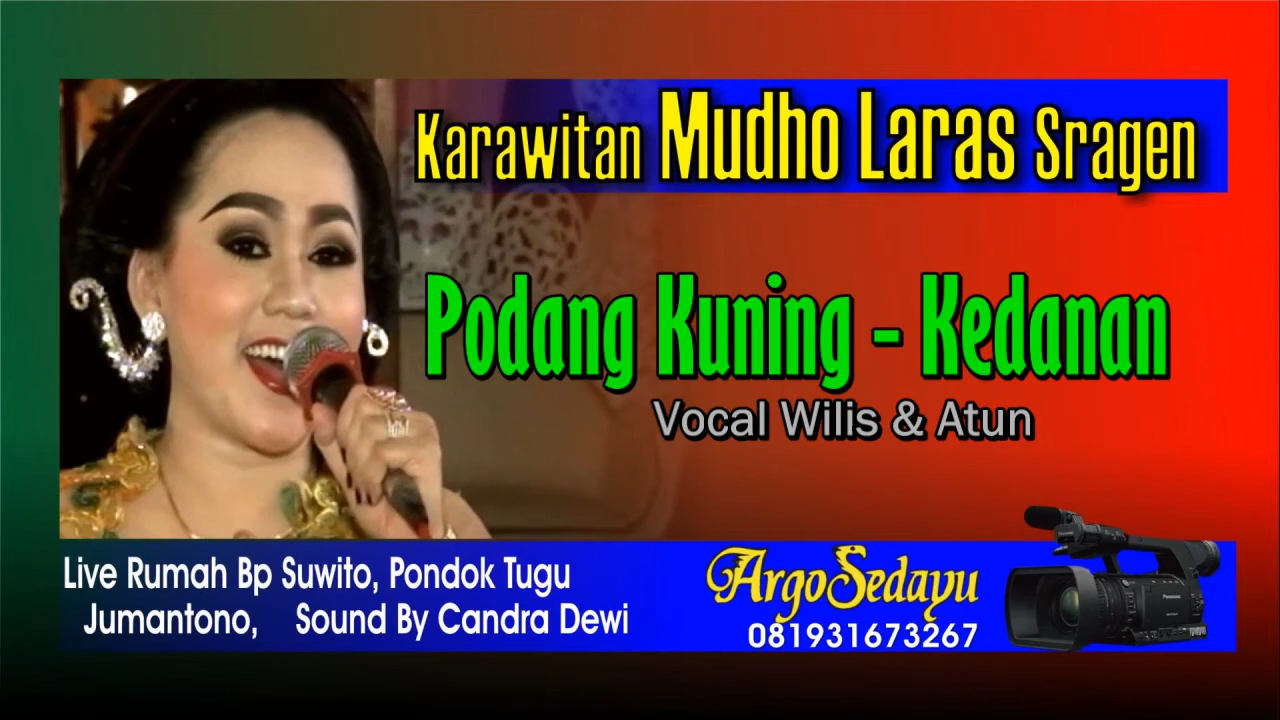 Karawitan Mudho Laras Sragen
Podang Kuning - Kedanan
Vocal Wilis & Atun
Live Rumah Bp Suwito, Pondok Tugu
Jumantono, Sound By Candra Dewi
ArgoSedayu
081931673267
Panasonic